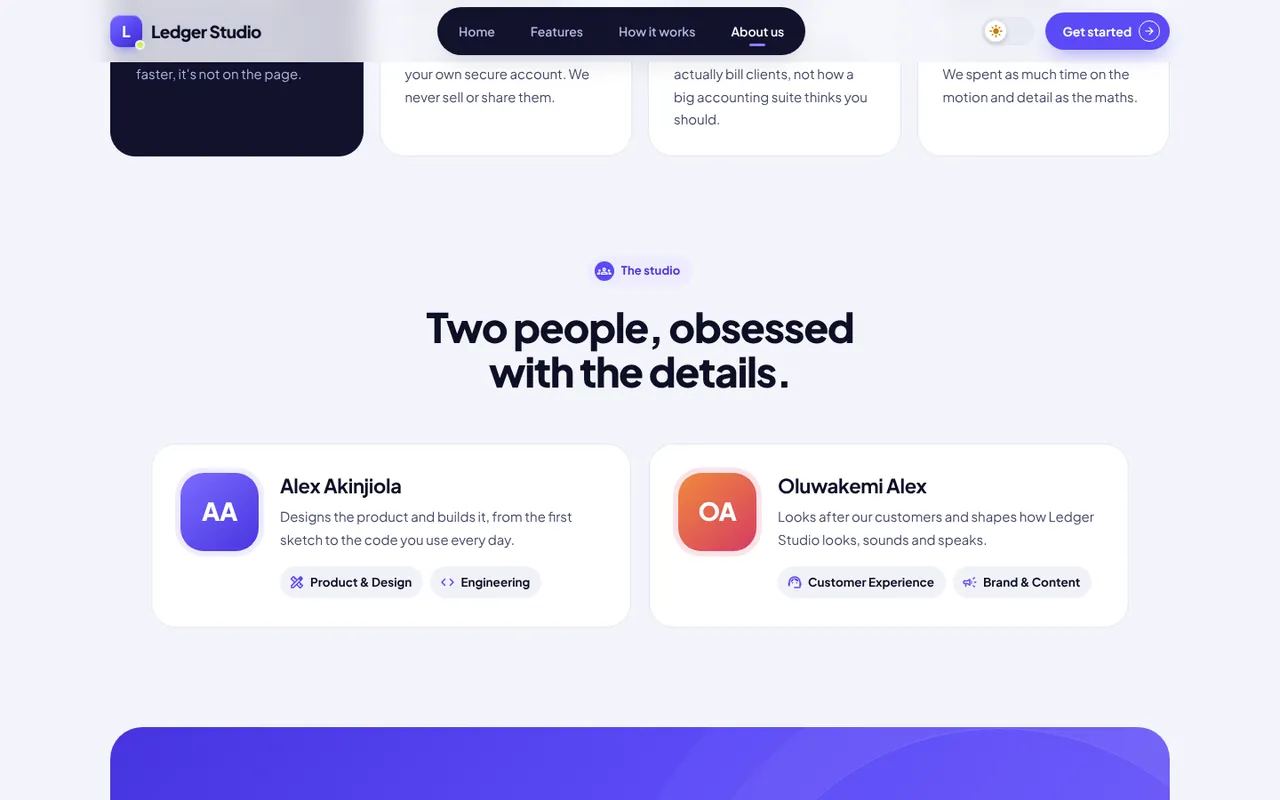 L Ledger Studio
Home Features How it works About us
Get started
faster, it's not on the page.
your own secure account. We
never sell or share them.
actually bill clients, not how a
big accounting suite thinks you
should.
We spent as much time on the
motion and detail as the maths.
The studio
Two people, obsessed
with the details.
AA
Alex Akinjiola
Designs the product and builds it, from the first
sketch to the code you use every day.
Product & Design Engineering
OA
Oluwakemi Alex
Looks after our customers and shapes how Ledger
Studio looks, sounds and speaks.
Customer Experience Brand & Content